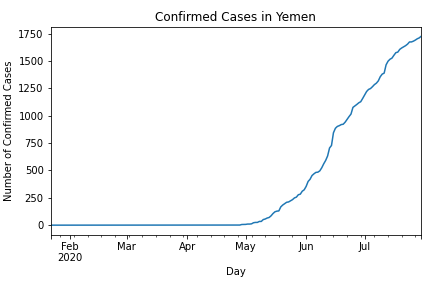 Confirmed Cases in Yemen
Number of Confirmed Cases
1750
1500
1250
1000
750
500
250
0
Feb Mar Apr May Jun Jul
2020
Day